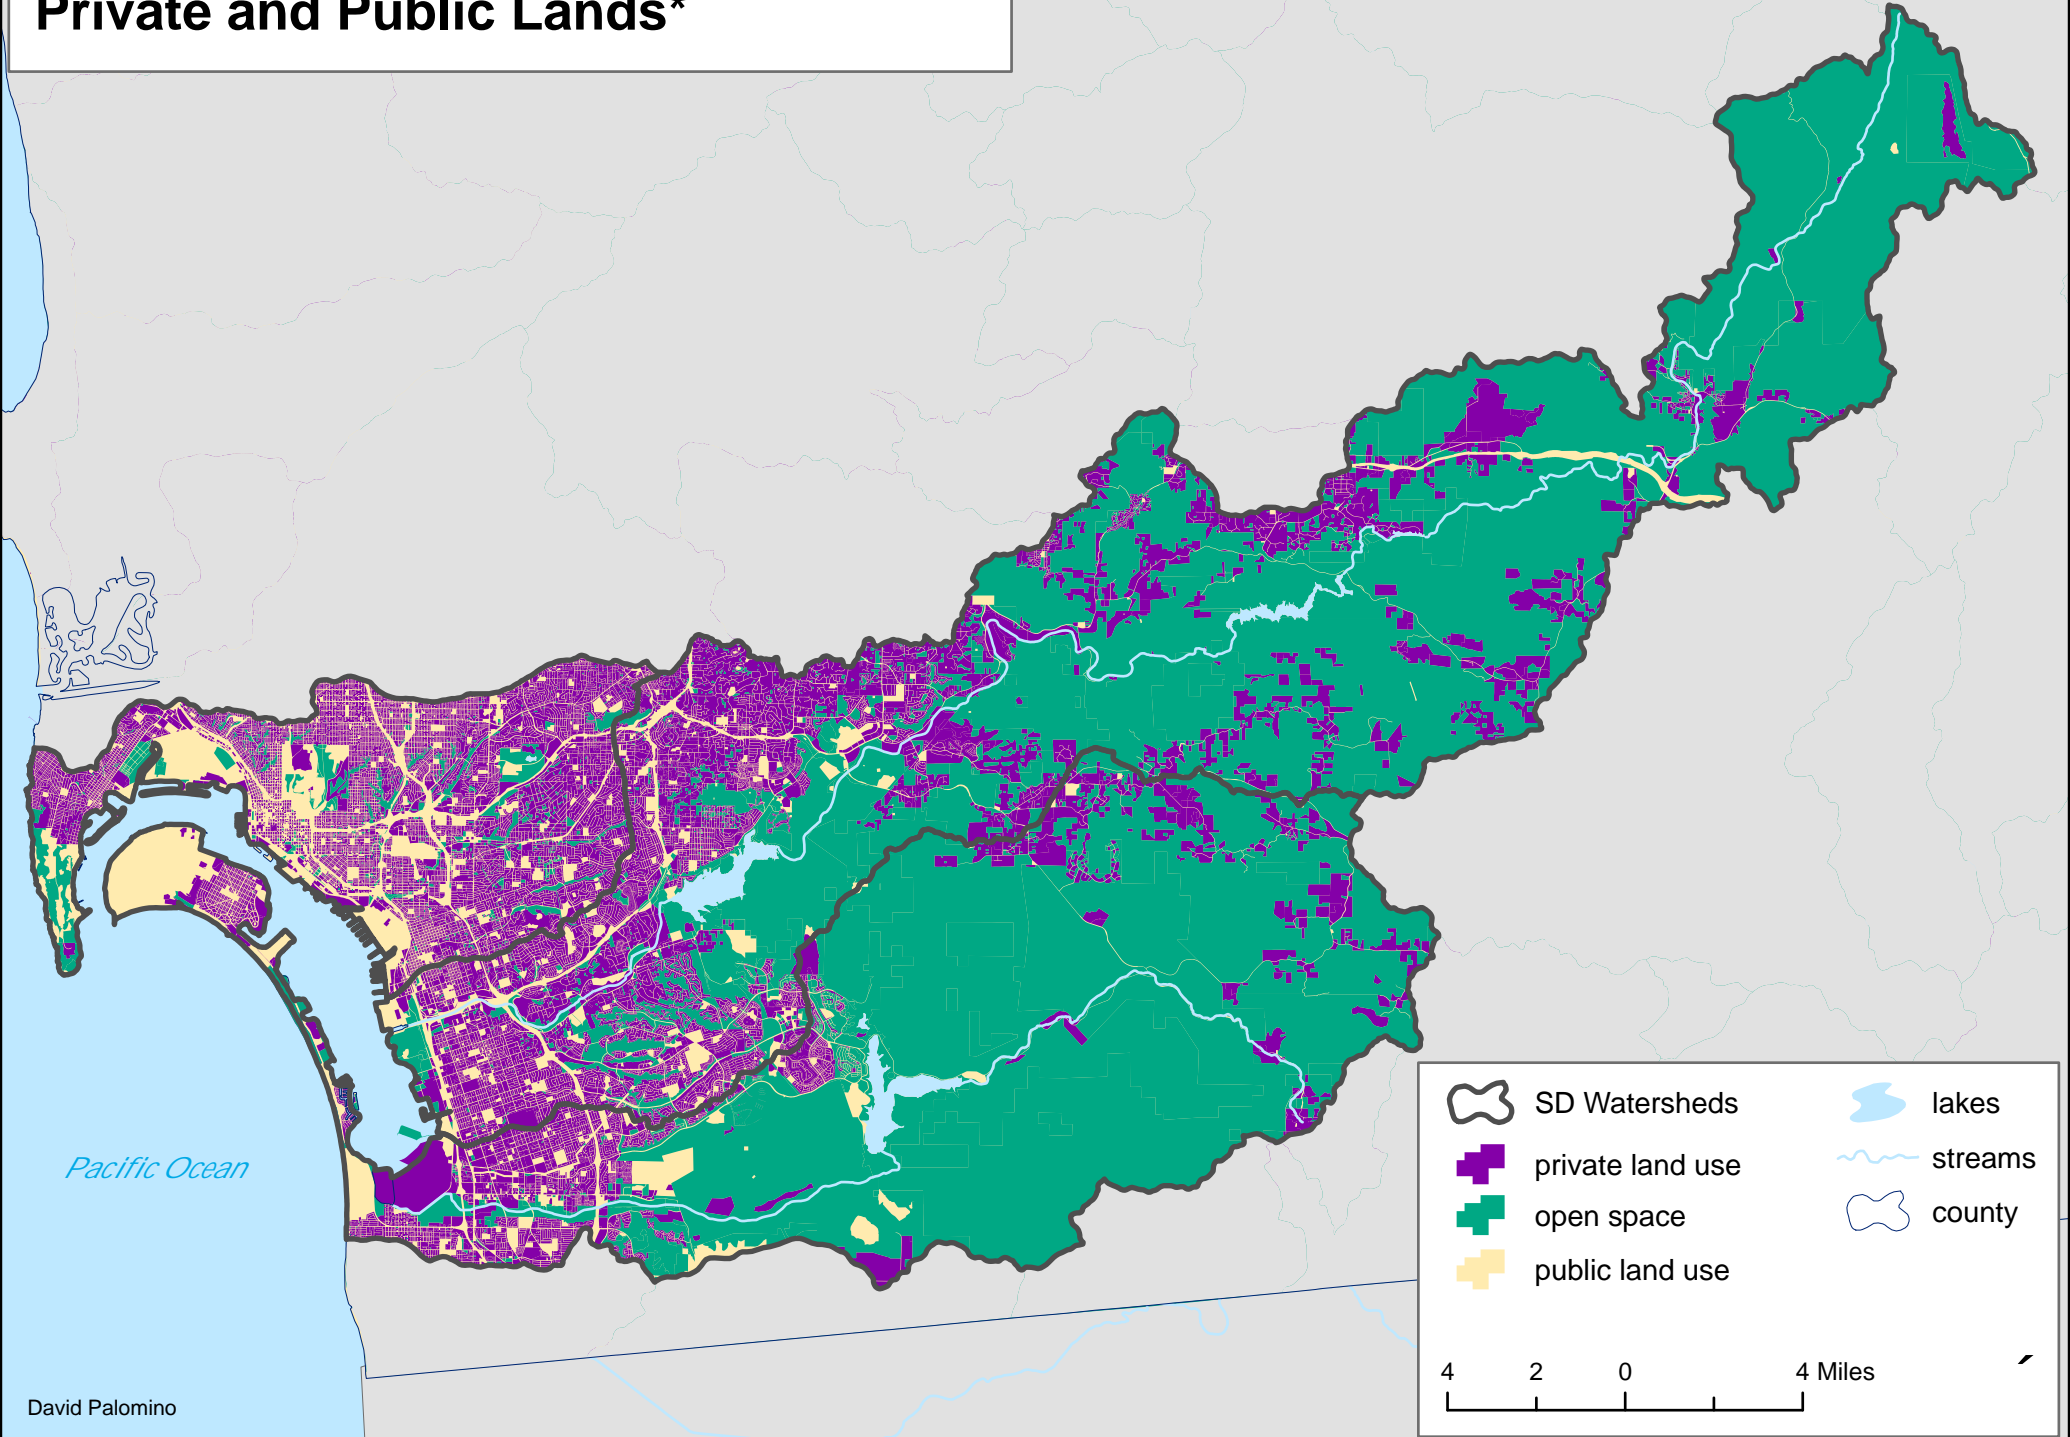 Private and Public Lands*
Pacific Ocean
SD Watersheds
private land use
open space
public land use
lakes
streams
county
4 2 0 4 Miles
David Palomino